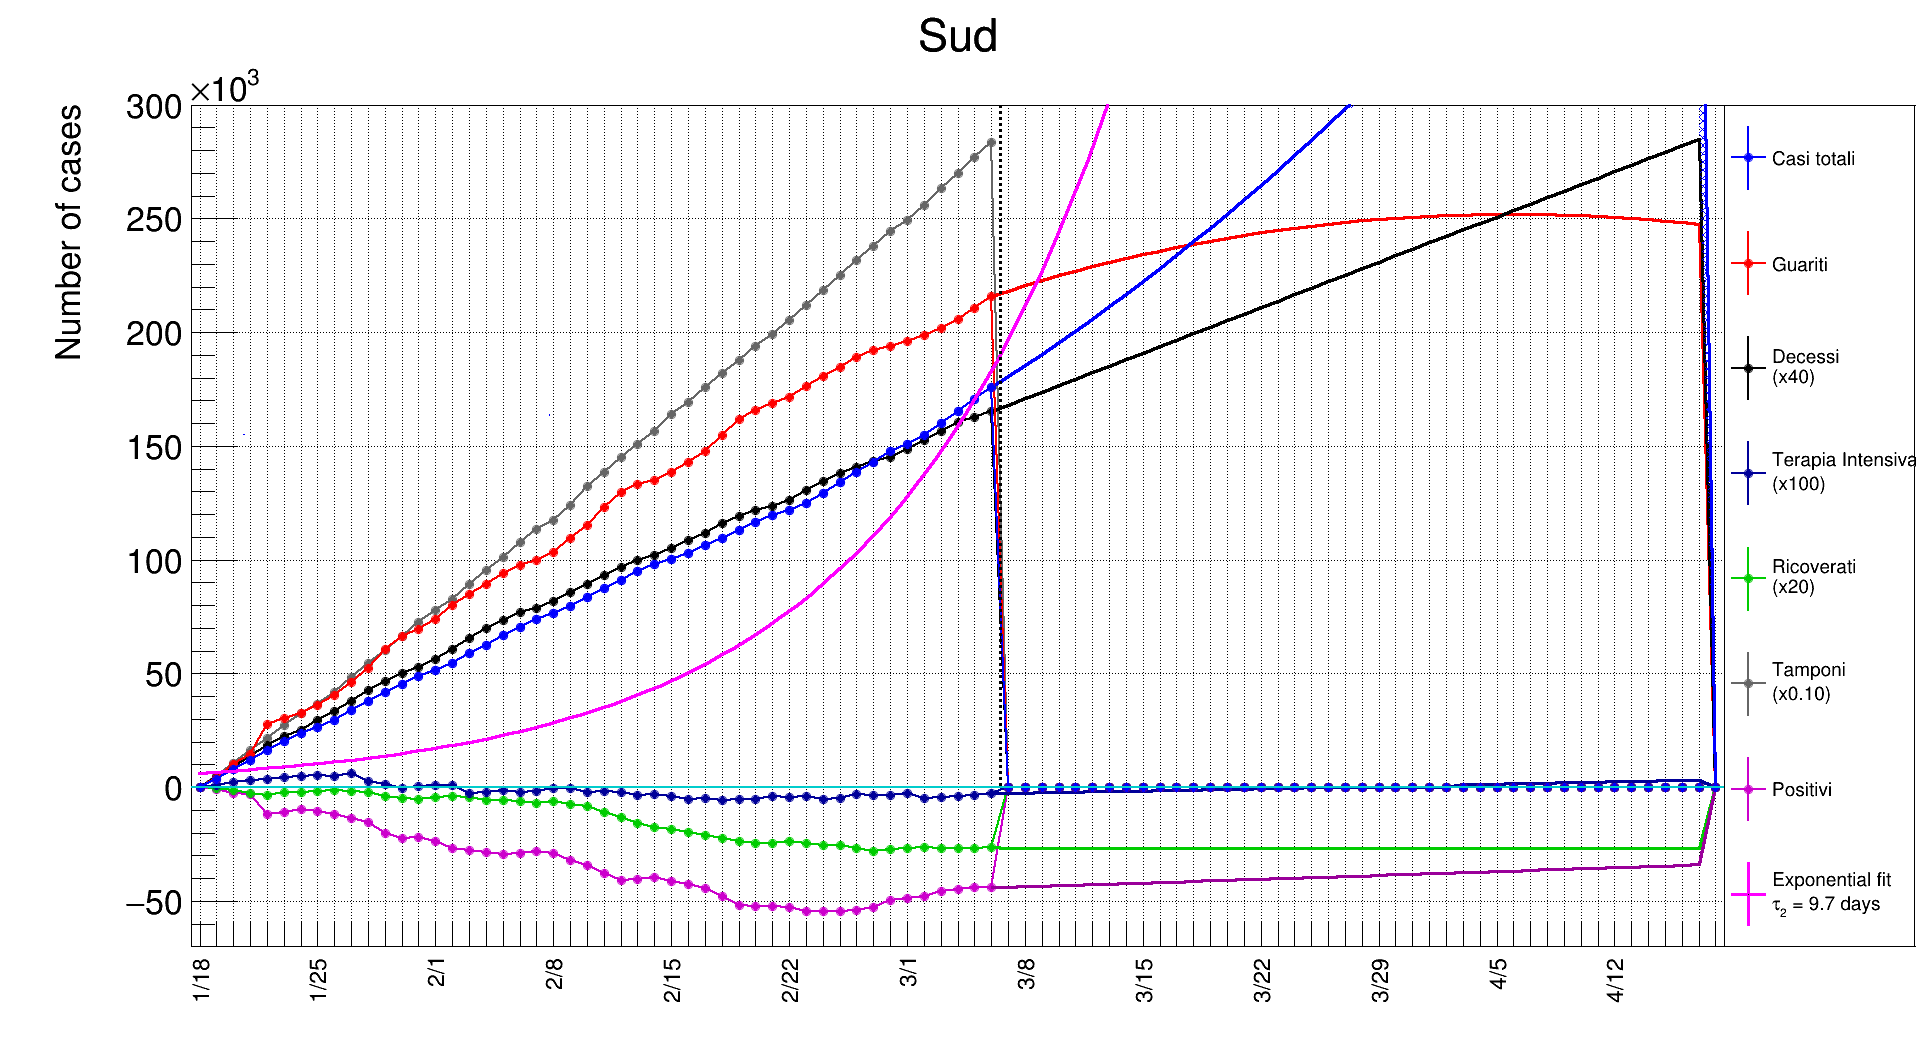 Sud
×10³
Number of cases
300
250
200
150
100
50
0
−50
1/18
1/25
2/1
2/8
2/15
2/22
3/1
3/8
3/15
3/22
3/29
4/5
4/12
Casi totali
Guariti
Decessi
(x40)
Terapia Intensiva
(x100)
Ricoverati
(x20)
Tamponi
(x0.10)
Positivi
Exponential fit
τ₂ = 9.7 days